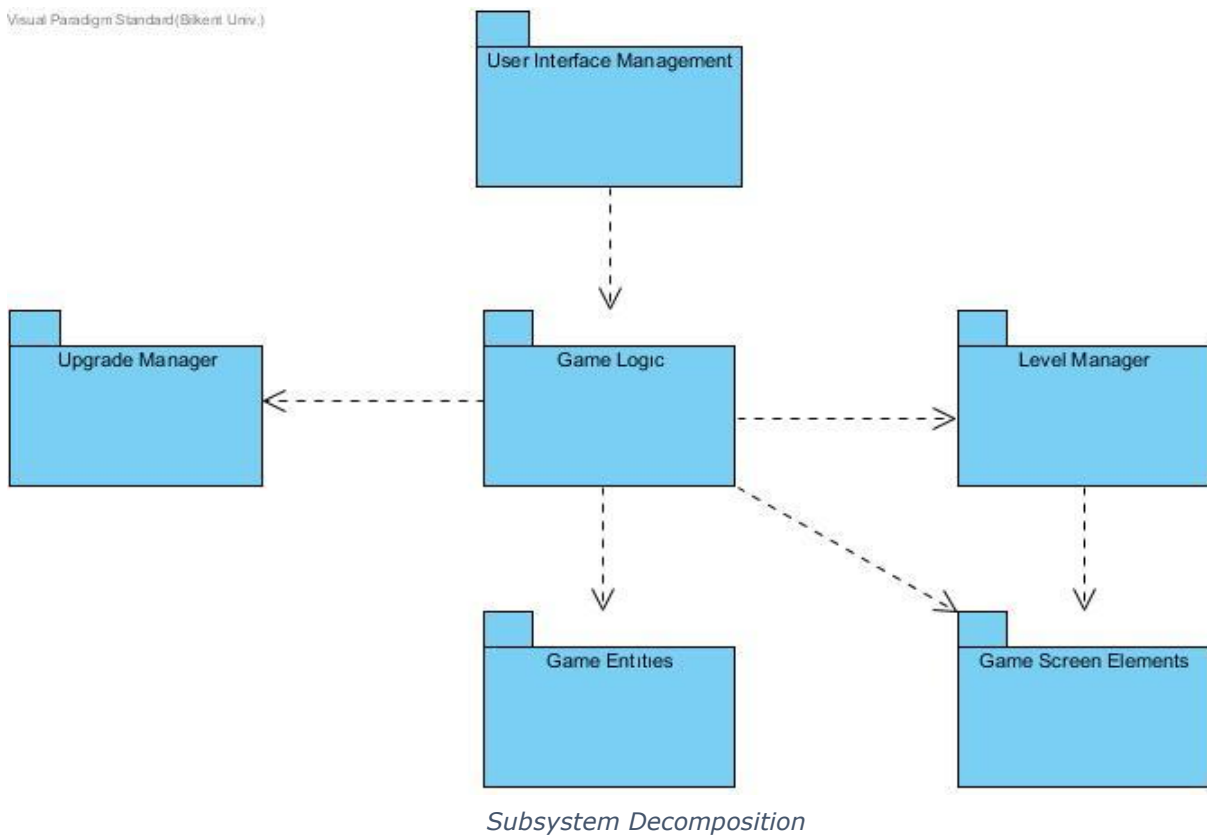 Visual Paradigm Standard(Bilkent Univ.)
User Interface Management
Upgrade Manager
Game Logic
Level Manager
Game Entities
Game Screen Elements
Subsystem Decomposition